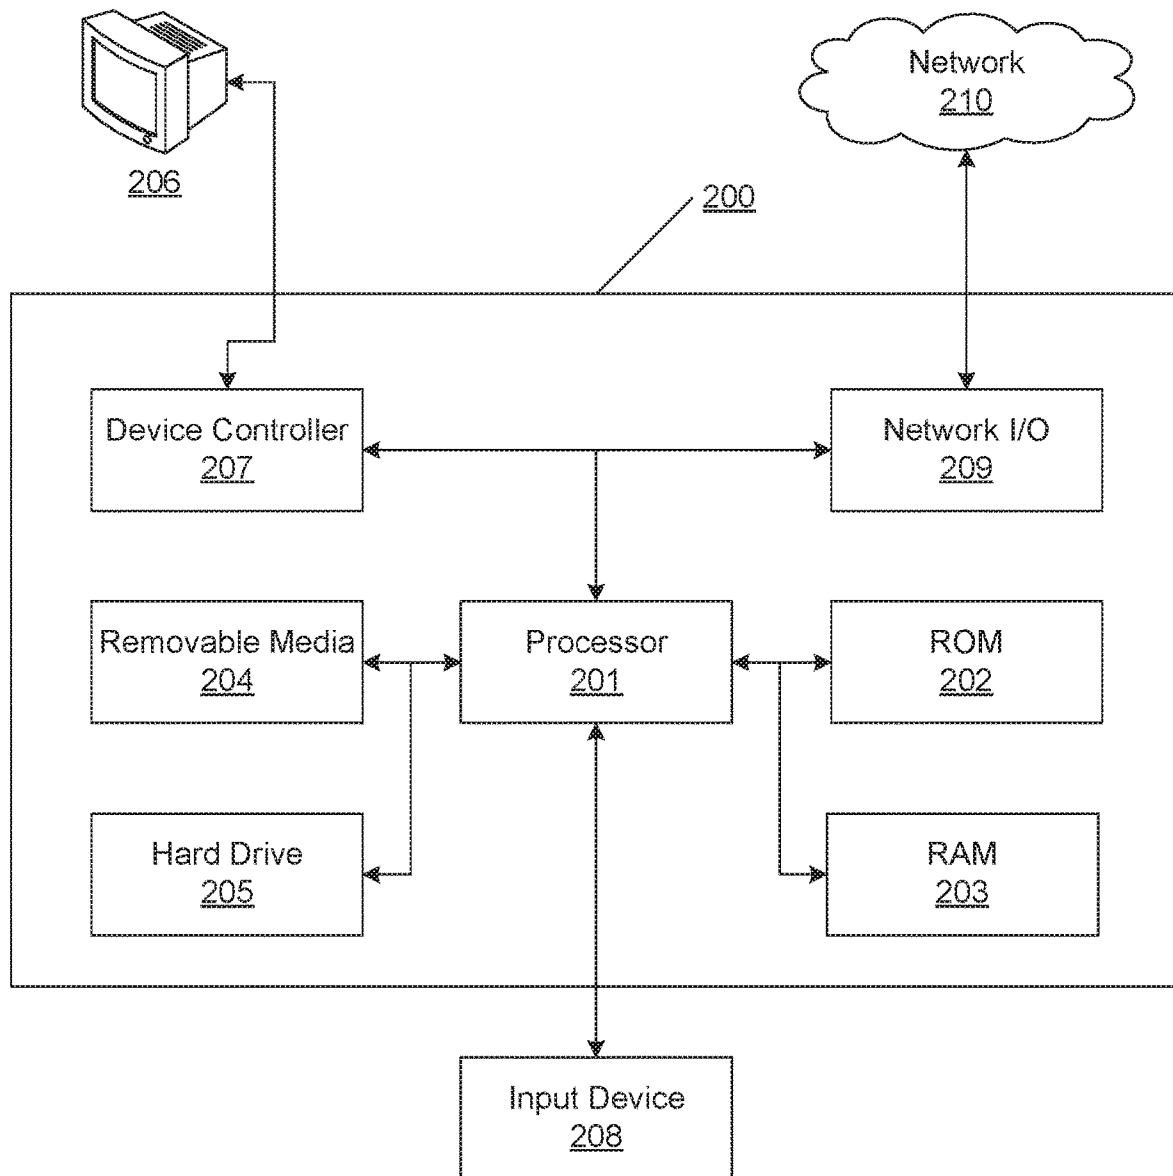 Network
210
206
200
Device Controller
207
Network I/O
209
Removable Media
204
Processor
201
ROM
202
Hard Drive
205
RAM
203
Input Device
208